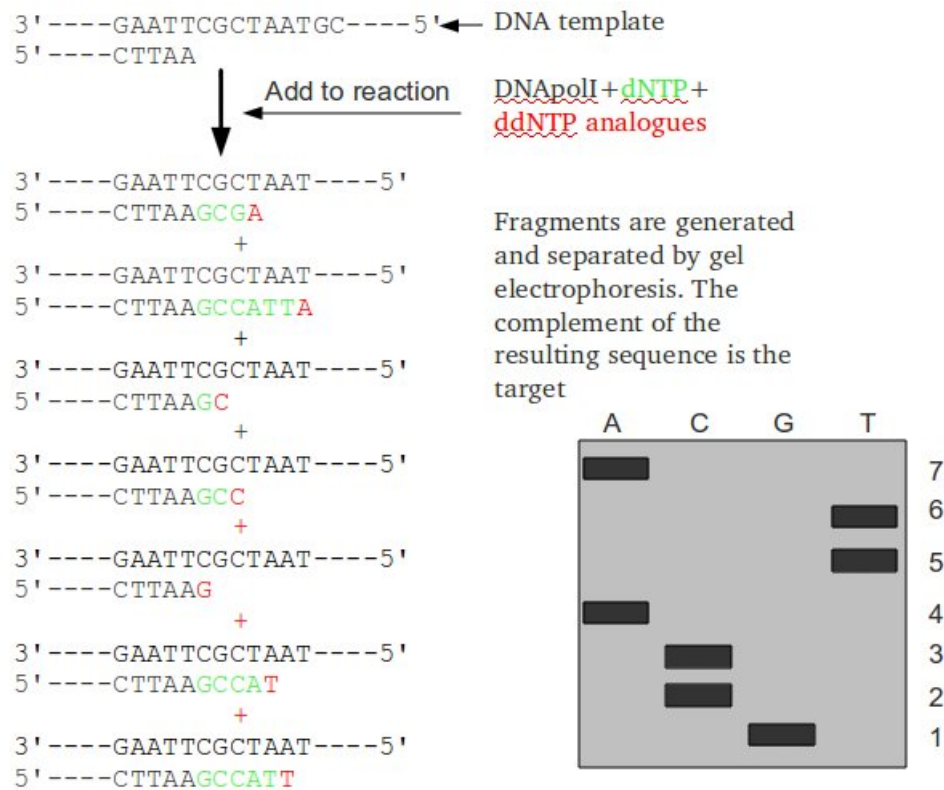 3'----GAATTCGCTAATGC----5'
DNA template
5'----CTTAA
Add to reaction
DNApolI+dNTP+
ddNTP analogues
3'----GAATTCGCTAAT----5'
5'----CTTAAGCGA
+
3'----GAATTCGCTAAT----5'
5'----CTTAAGCCATTA
+
3'----GAATTCGCTAAT----5'
5'----CTTAAGC
+
3'----GAATTCGCTAAT----5'
5'----CTTAAGCC
+
3'----GAATTCGCTAAT----5'
5'----CTTAAG
+
3'----GAATTCGCTAAT----5'
5'----CTTAAGCCAT
+
3'----GAATTCGCTAAT----5'
5'----CTTAAGCCATT
Fragments are generated
and separated by gel
electrophoresis. The
complement of the
resulting sequence is the
target
A C G T
7
6
5
4
3
2
1